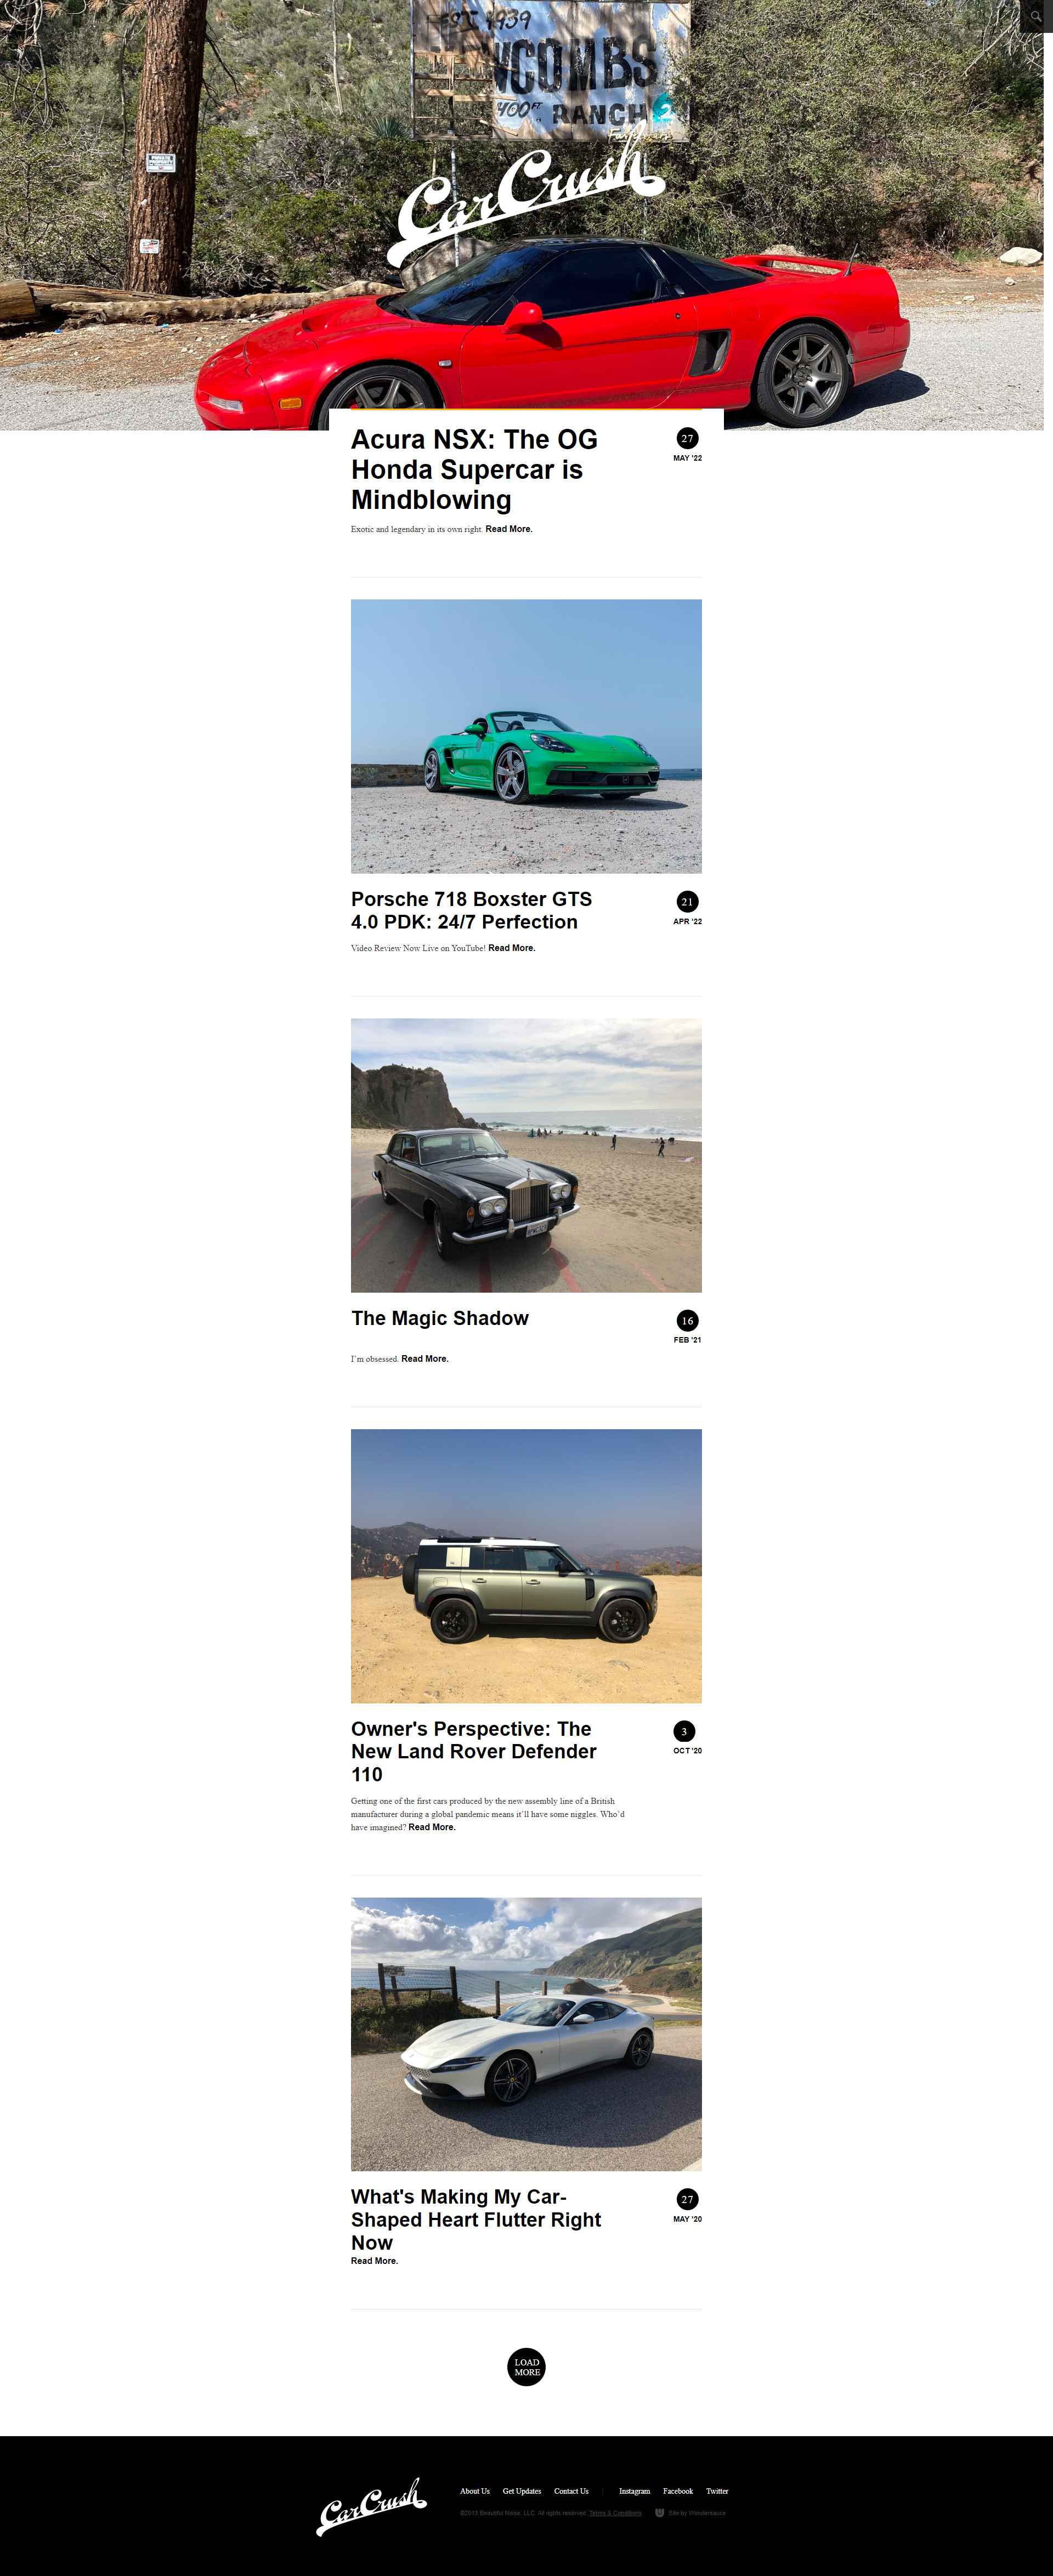 EST. 1939
WCOMBS
RANCH
CarCrush
Acura NSX: The OG
Honda Supercar is
Mindblowing
27
MAY '22
Exotic and legendary in its own right. Read More.
Porsche 718 Boxster GTS
4.0 PDK: 24/7 Perfection
21
APR '22
Video Review Now Live on YouTube! Read More.
The Magic Shadow
16
FEB '21
I'm obsessed. Read More.
Owner's Perspective: The
New Land Rover Defender
110
3
OCT '20
Getting one of the first cars produced by the new assembly line of a British
manufacturer during a global pandemic means it'll have some niggles. Who'd
have imagined? Read More.
What's Making My Car-
Shaped Heart Flutter Right
Now
27
MAY '20
Read More.
LOAD
MORE
CarCrush
About Us Get Updates Contact Us Instagram Facebook Twitter
©2013 Beautiful Noise, LLC. All rights reserved. Terms & Conditions Site by Wondersauce